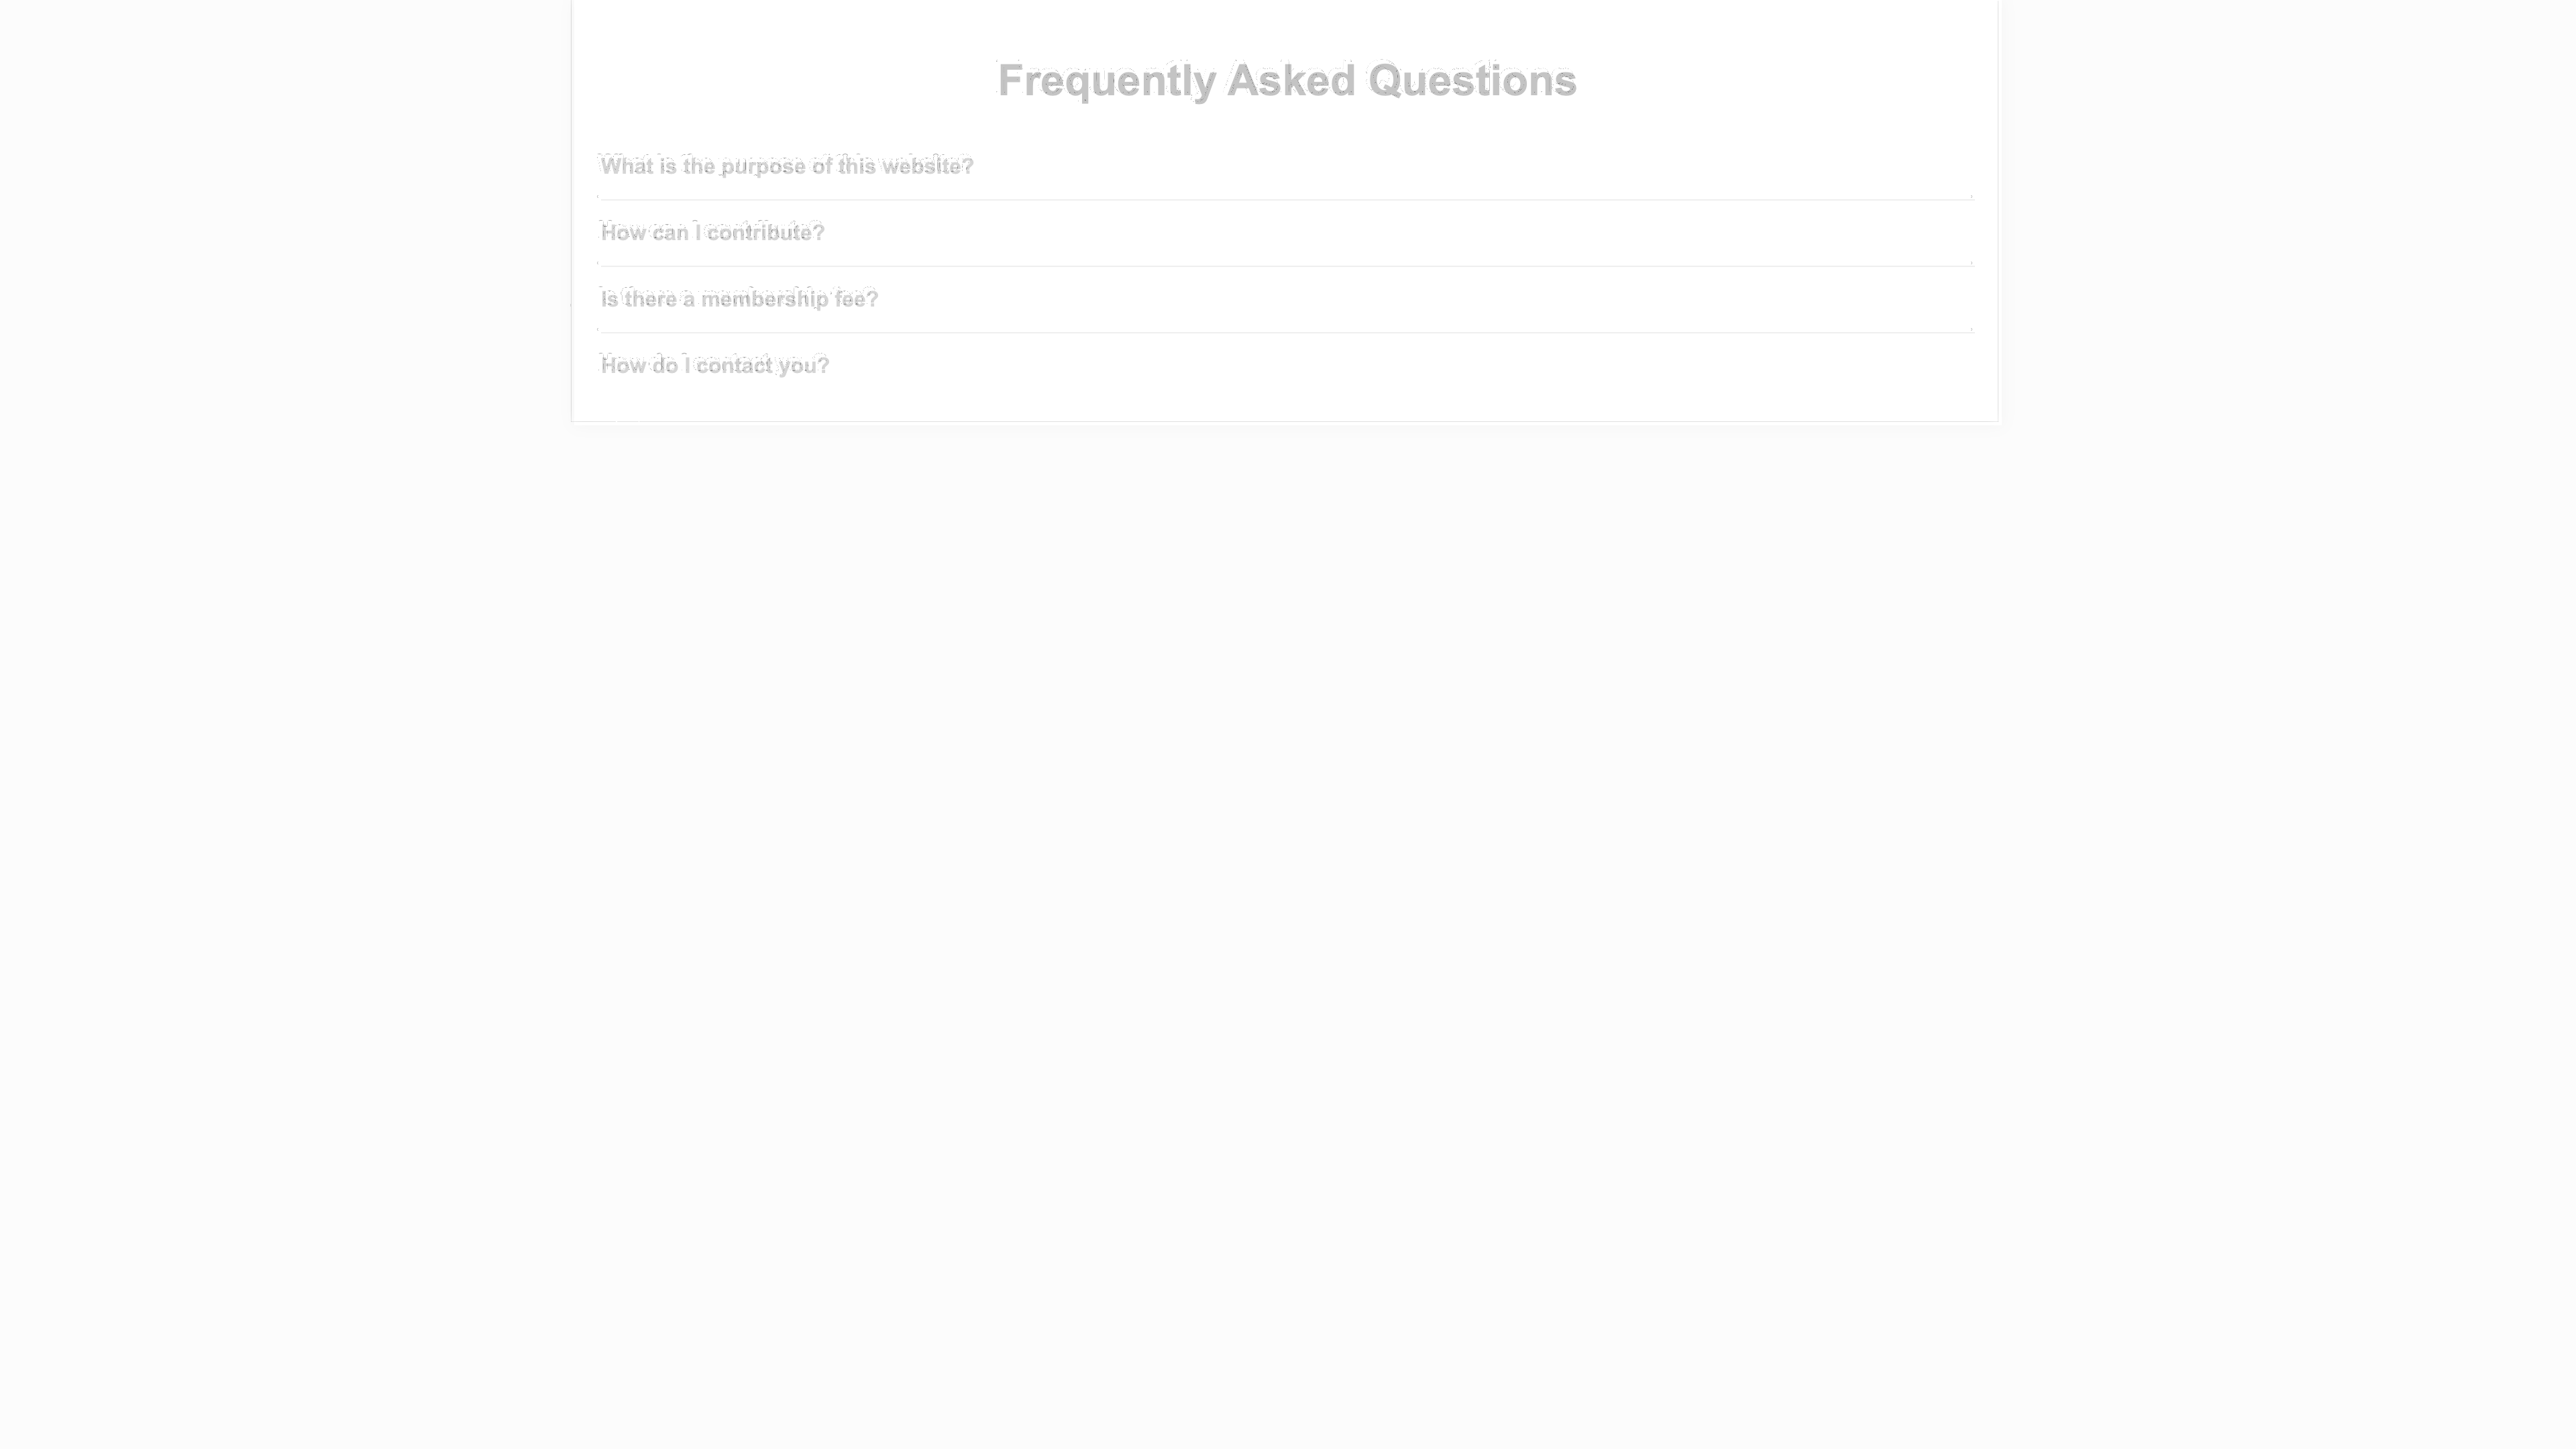 Frequently Asked Questions
What is the purpose of this website?
How can I contribute?
Is there a membership fee?
How do I contact you?